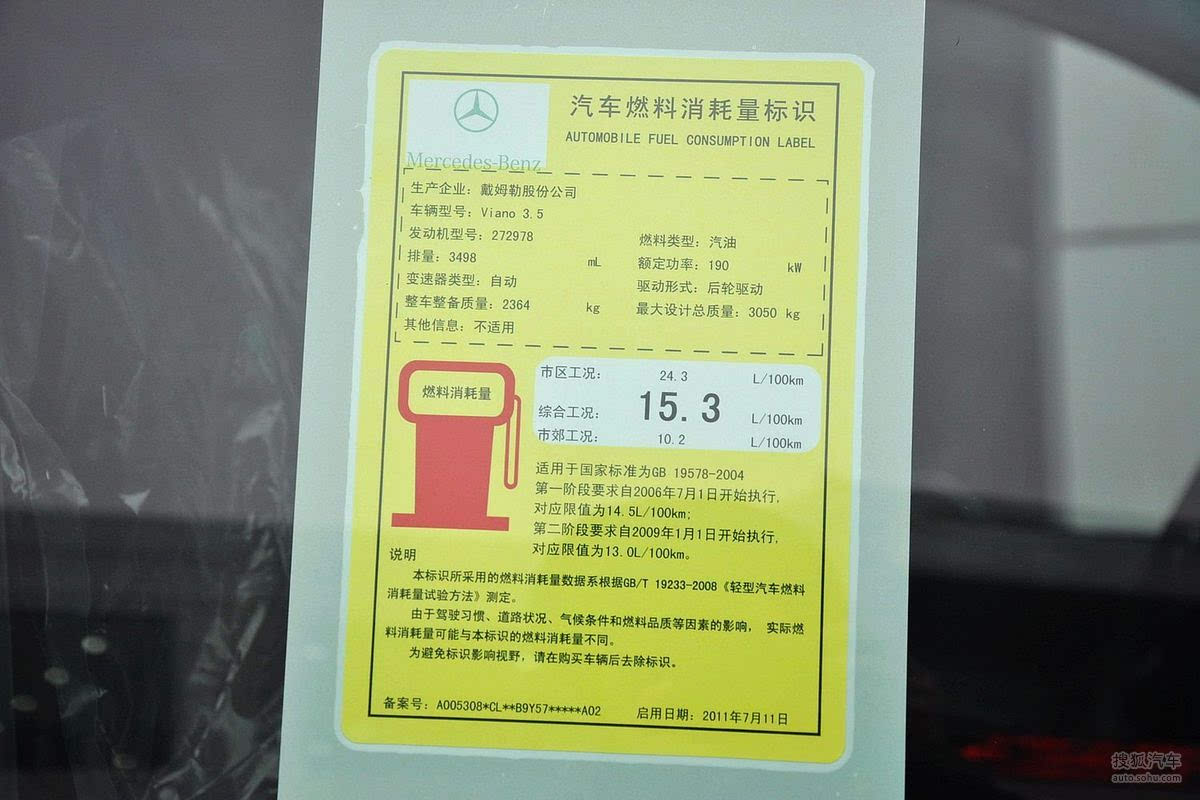 汽车燃料消耗量标识
AUTOMOBILE FUEL CONSUMPTION LABEL
Mercedes-Benz
生产企业：戴姆勒股份公司
车辆型号：Viano 3.5
发动机型号：272978
燃料类型：汽油
排量：3498 mL
额定功率：190 kW
变速器类型：自动
驱动形式：后轮驱动
整车整备质量：2364 kg
最大设计总质量：3050 kg
其他信息：不适用
燃料消耗量
市区工况： 24.3 L/100km
综合工况： 15.3 L/100km
市郊工况： 10.2 L/100km
适用于国家标准为GB 19578-2004
第一阶段要求自2006年7月1日开始执行，
对应限值为14.5L/100km；
第二阶段要求自2009年1月1日开始执行，
对应限值为13.0L/100km。
说明
本标识所采用的燃料消耗量数据系根据GB/T 19233-2008《轻型汽车燃料
消耗量试验方法》测定。
由于驾驶习惯、道路状况、气候条件和燃料品质等因素的影响， 实际燃
料消耗量可能与本标识的燃料消耗量不同。
为避免标识影响视野，请在购买车辆后去除标识。
备案号：A005308*CL**B9Y57*****A02
启用日期：2011年7月11日
搜狐汽车
auto.sohu.com